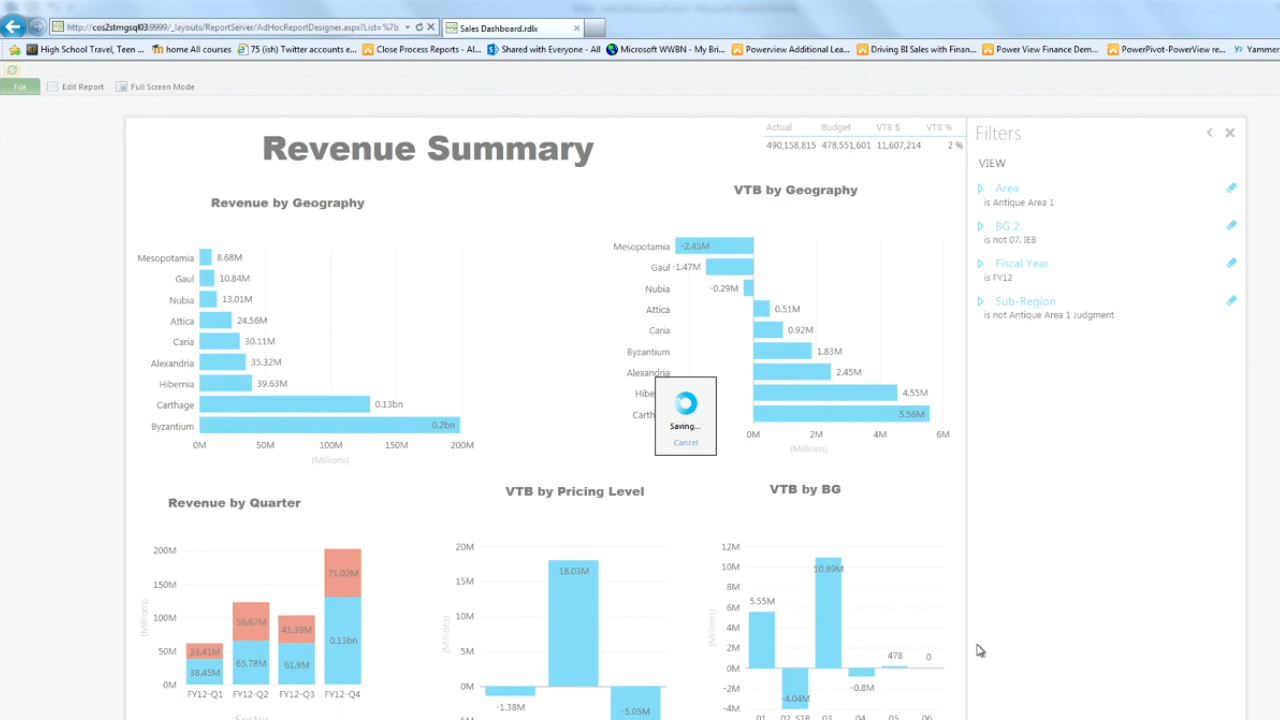 http://cos2stmgsql03:9999/_layouts/ReportServer/AdHocReportDesigner.aspx?List=%7b
Sales Dashboard.rdlx
High School Travel, Teen ...
home All courses
75 (ish) Twitter accounts e...
Close Process Reports - Al...
Shared with Everyone - All
Microsoft WWBN - My Bri...
Powerview Additional Lea...
Driving BI Sales with Finan...
Power View Finance Dem...
PowerPivot-PowerView re...
Yammer
File
Edit Report
Full Screen Mode
Revenue Summary
Actual Budget VTB $ VTB %
490,158,815 478,551,601 11,607,214 2 %
Revenue by Geography
Mesopotamia 8.68M
Gaul 10.84M
Nubia 13.01M
Attica 24.56M
Caria 30.11M
Alexandria 35.32M
Hibernia 39.63M
Carthage 0.13bn
Byzantium 0.2bn
0M 50M 100M 150M 200M
(Millions)
VTB by Geography
Mesopotamia -2.45M
Gaul -1.47M
Nubia -0.29M
Attica 0.51M
Caria 0.92M
Byzantium 1.83M
Alexandria 2.45M
Hibe 4.55M
Carth 5.56M
0M 2M 4M 6M
(Millions)
Saving...
Cancel
Filters
VIEW
Area
is Antique Area 1
BG 2
is not 07. IEB
Fiscal Year
is FY12
Sub-Region
is not Antique Area 1 Judgment
Revenue by Quarter
200M
150M
100M
50M
0M
(Millions)
23.41M
38.45M
56.67M
65.78M
41.39M
61.9M
71.02M
0.13bn
FY12-Q1 FY12-Q2 FY12-Q3 FY12-Q4
Sector
VTB by Pricing Level
20M
15M
10M
5M
0M
(Millions)
-1.38M
18.03M
-5.05M
VTB by BG
12M
10M
8M
6M
4M
2M
0M
-2M
-4M
(Millions)
5.55M
-4.04M
10.89M
-0.8M
478
0
01 02 STB 03 04 05 06